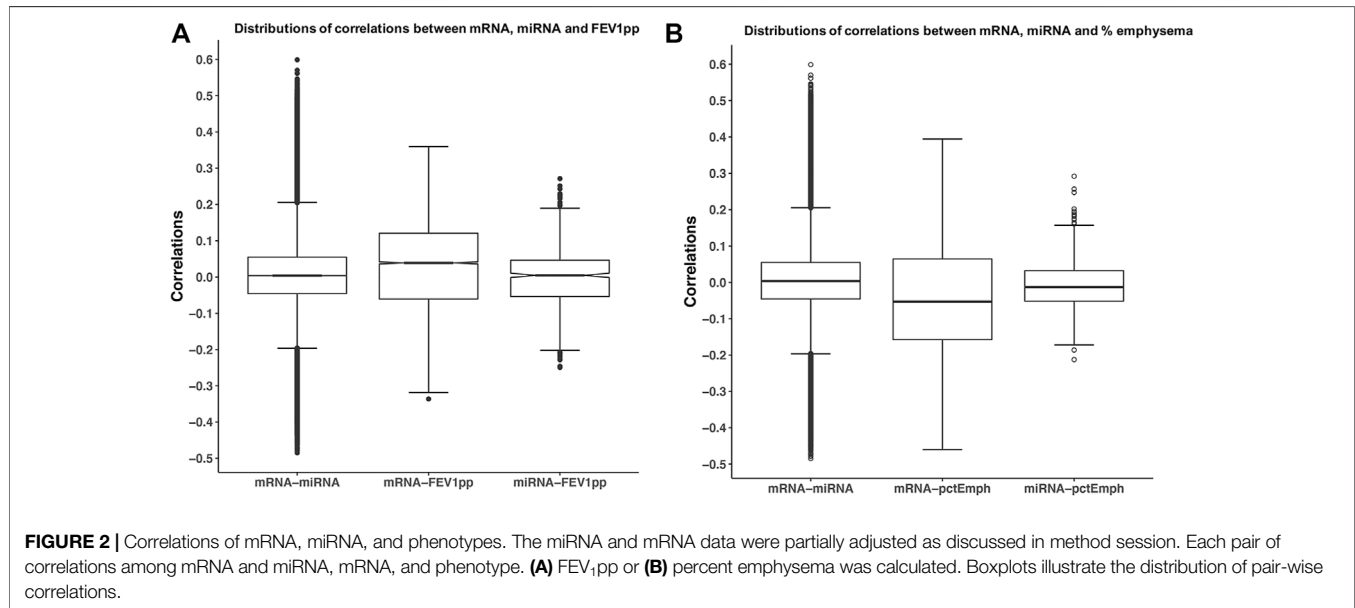 A
Distributions of correlations between mRNA, miRNA and FEV1pp
Correlations
0.6
0.5
0.4
0.3
0.2
0.1
0.0
−0.1
−0.2
−0.3
−0.4
−0.5
mRNA−miRNA
mRNA−FEV1pp
miRNA−FEV1pp
B
Distributions of correlations between mRNA, miRNA and % emphysema
Correlations
0.6
0.5
0.4
0.3
0.2
0.1
0.0
−0.1
−0.2
−0.3
−0.4
−0.5
mRNA−miRNA
mRNA−pctEmph
miRNA−pctEmph
FIGURE 2 | Correlations of mRNA, miRNA, and phenotypes. The miRNA and mRNA data were partially adjusted as discussed in method session. Each pair of
correlations among mRNA and miRNA, mRNA, and phenotype. (A) FEV₁pp or (B) percent emphysema was calculated. Boxplots illustrate the distribution of pair-wise
correlations.